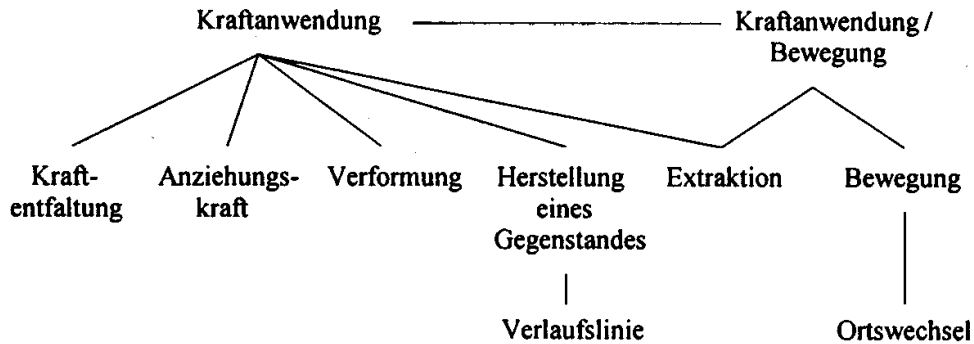 Kraftanwendung
Kraftanwendung /
Bewegung
Kraft-
entfaltung
Anziehungs-
kraft
Verformung
Herstellung
eines
Gegenstandes
Extraktion
Bewegung
Verlaufslinie
Ortswechsel